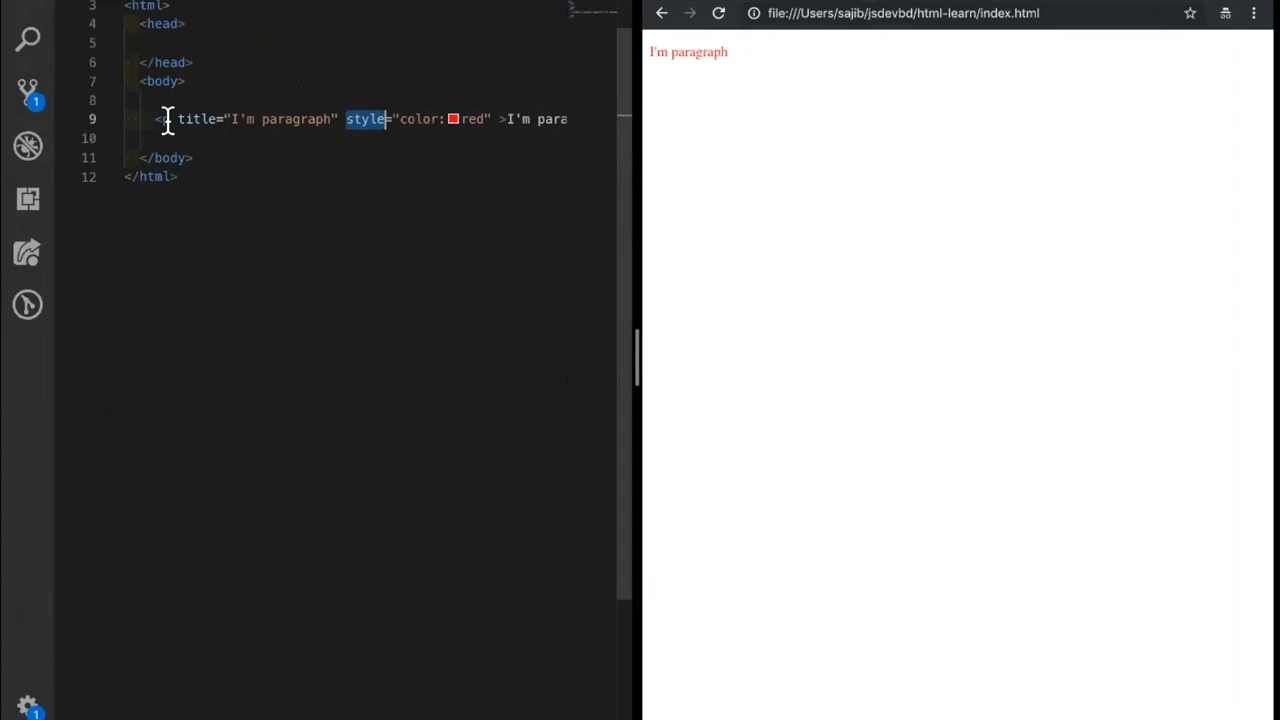 3 <html>
4 <head>
5
6 </head>
7 <body>
8
9 <p title="I'm paragraph" style="color:red" >I'm para
10
11 </body>
12 </html>
1
1
file:///Users/sajib/jsdevbd/html-learn/index.html
I'm paragraph